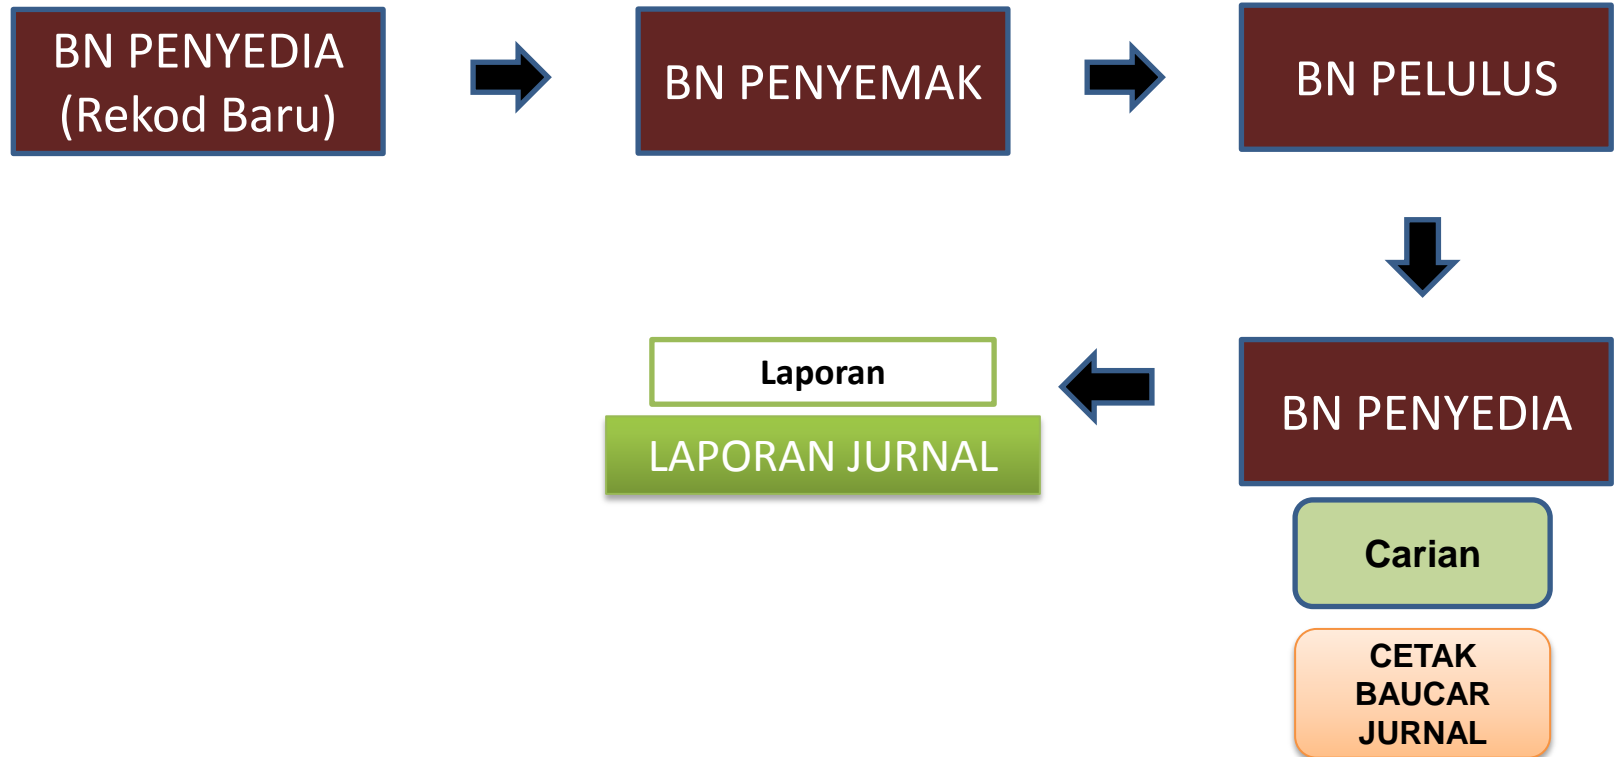 BN PENYEDIA
(Rekod Baru)
BN PENYEMAK
BN PELULUS
Laporan
LAPORAN JURNAL
BN PENYEDIA
Carian
CETAK
BAUCAR
JURNAL